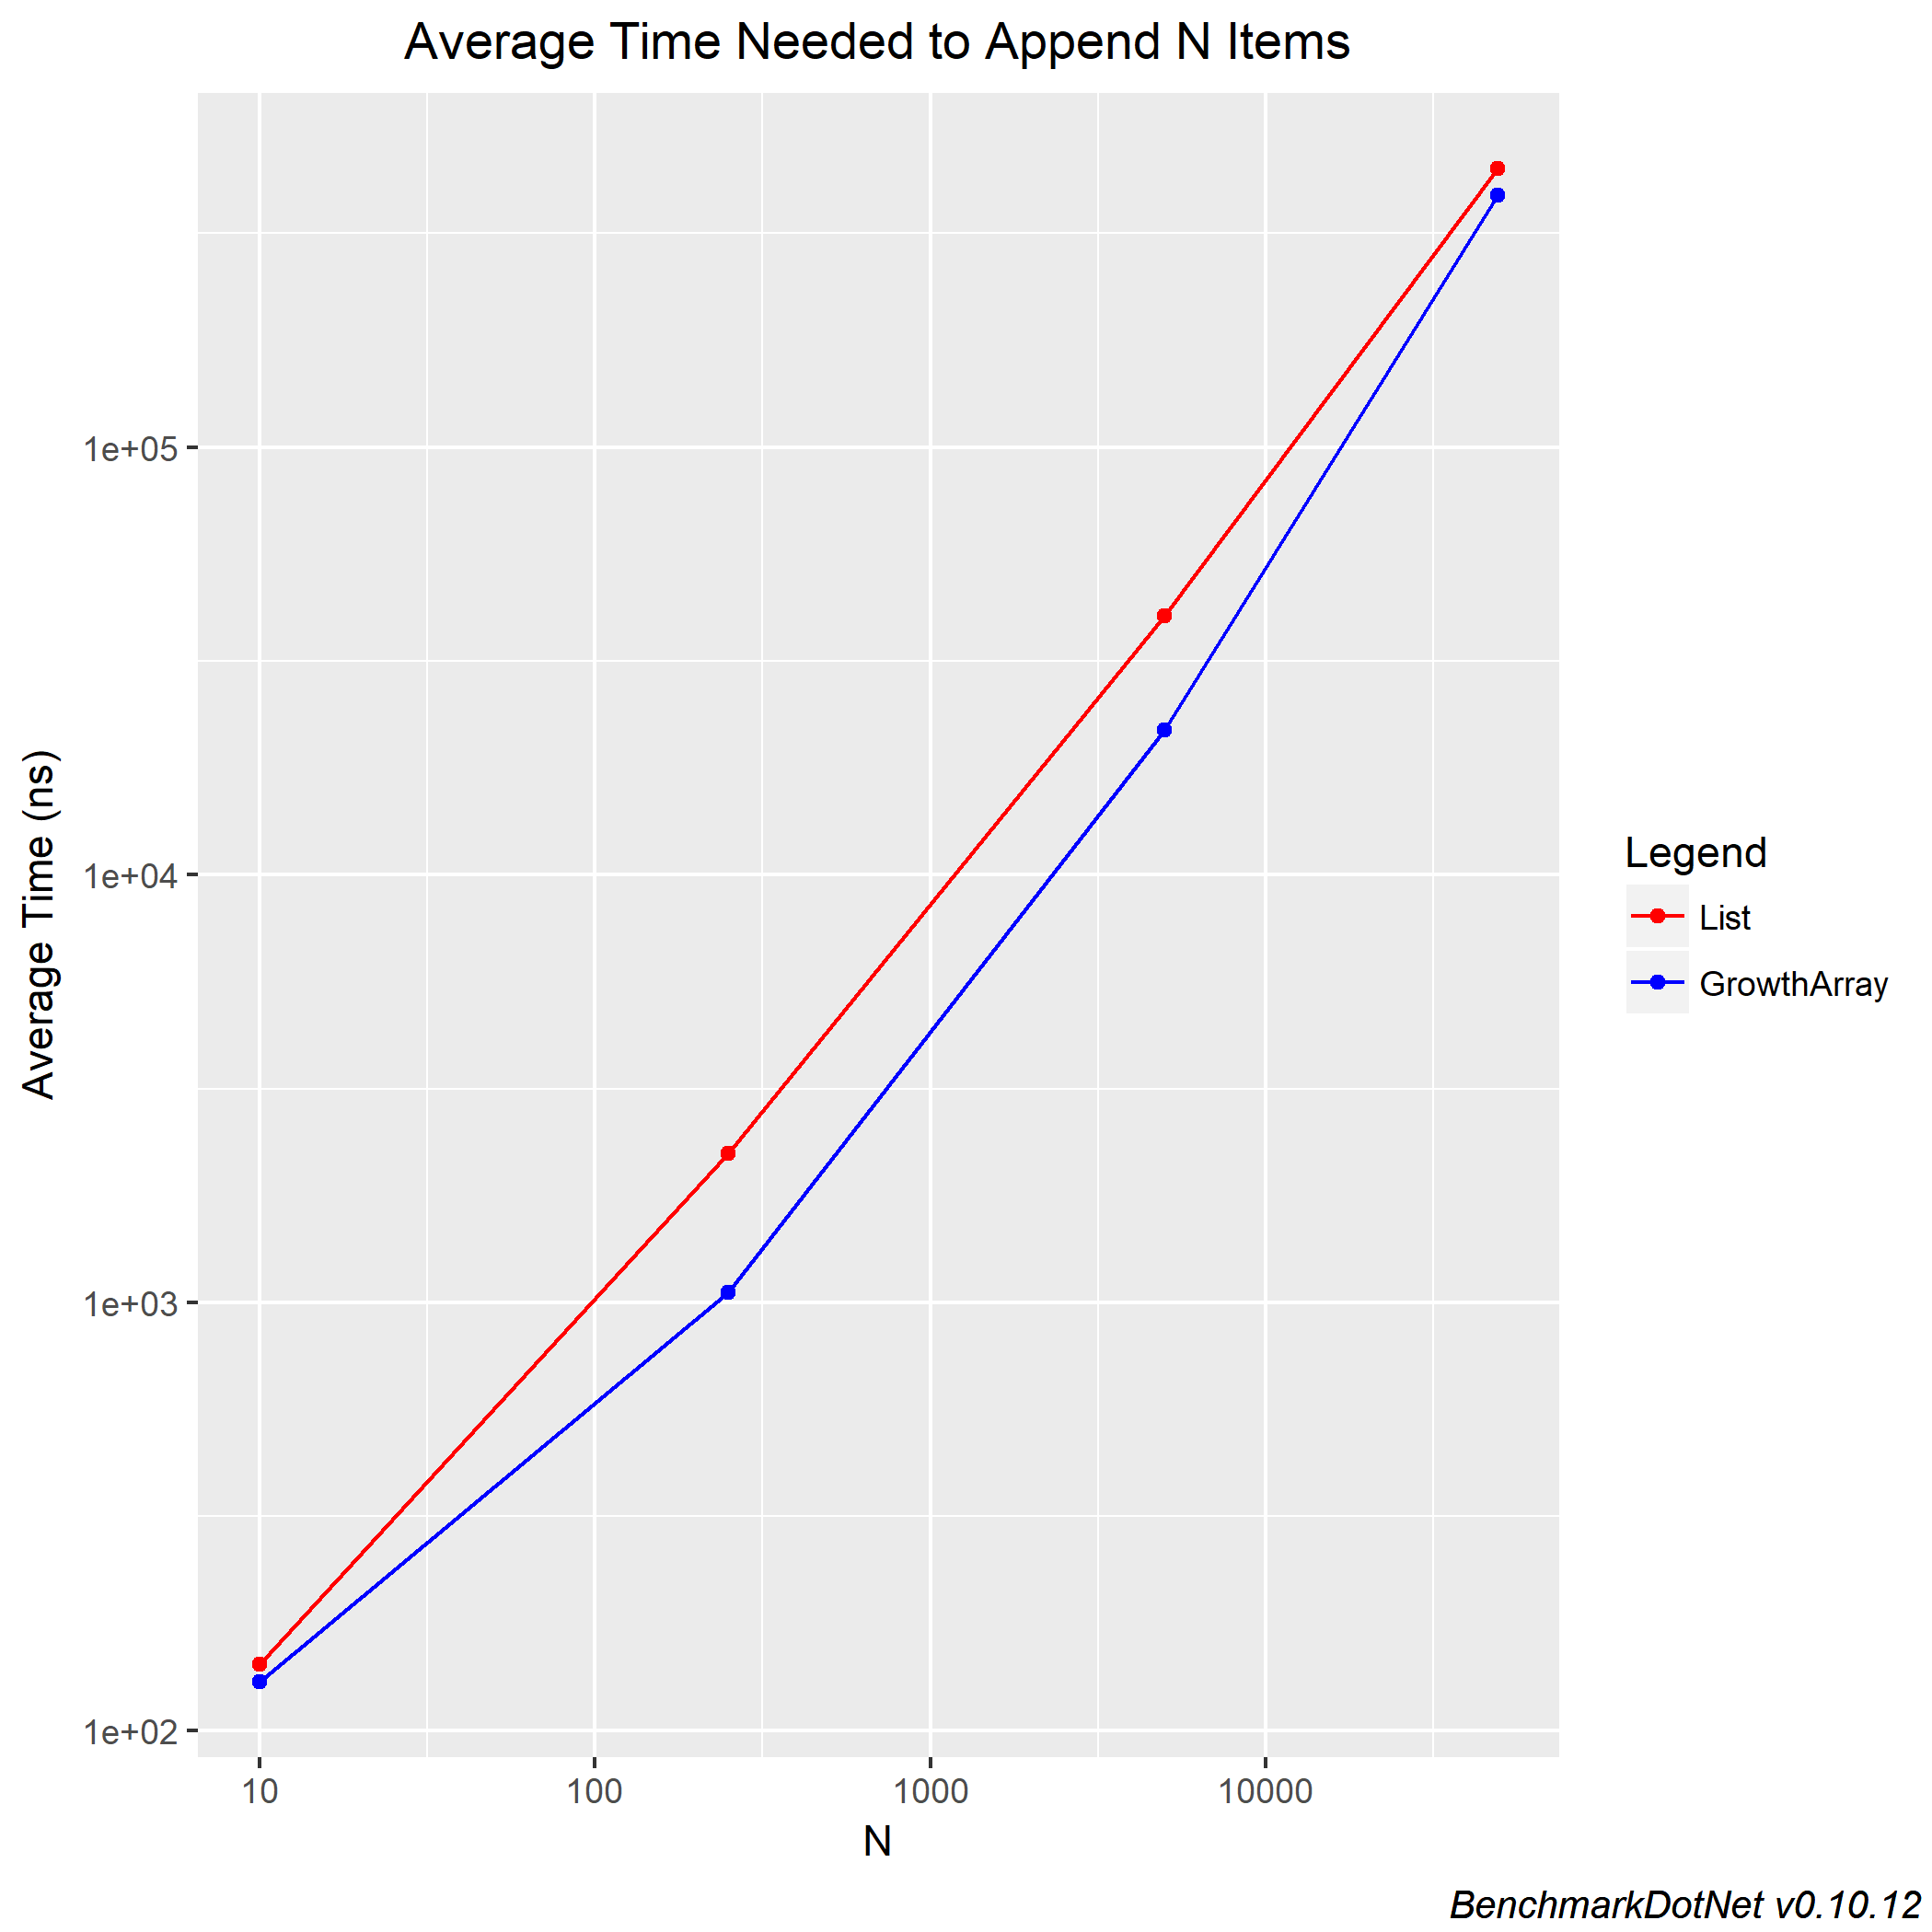 Average Time Needed to Append N Items
Average Time (ns)
1e+05
1e+04
1e+03
1e+02
10 100 1000 10000
N
Legend
List
GrowthArray
BenchmarkDotNet v0.10.12